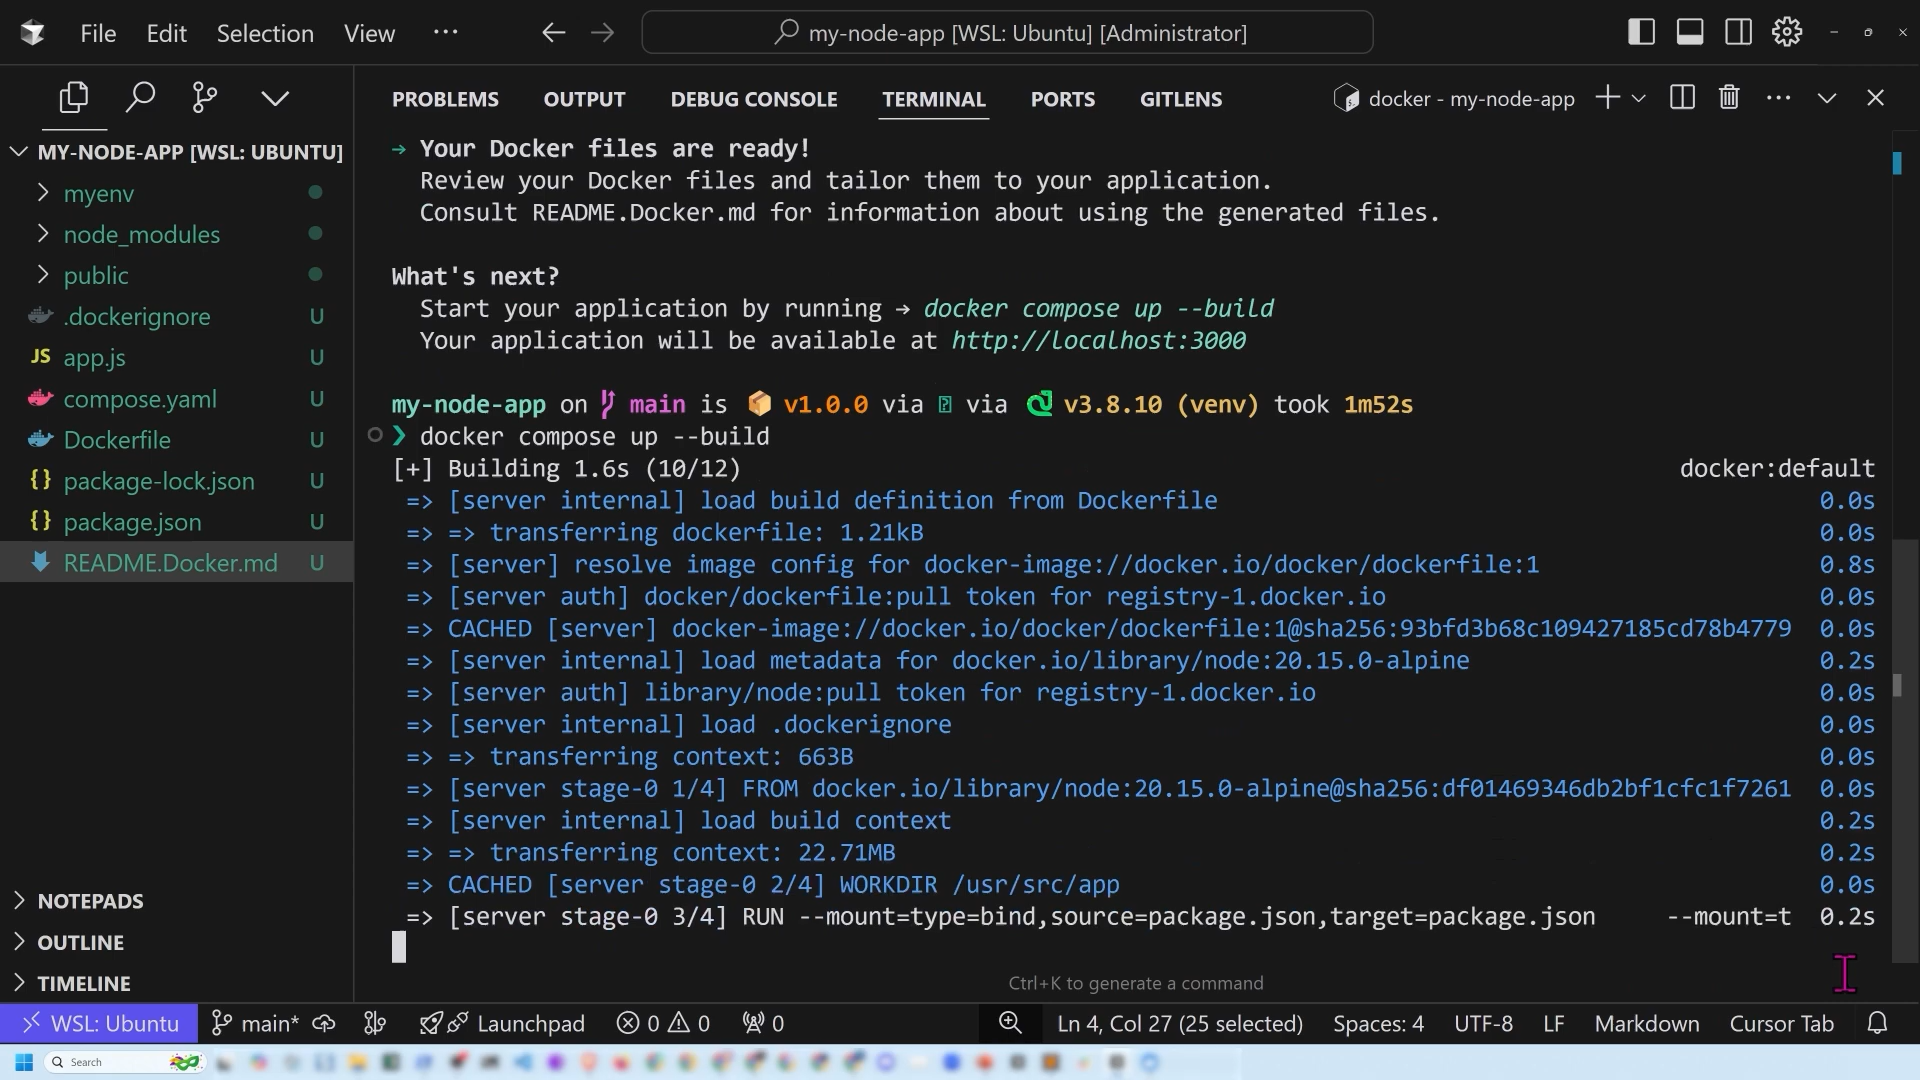 File Edit Selection View ··· my-node-app [WSL: Ubuntu] [Administrator]
PROBLEMS OUTPUT DEBUG CONSOLE TERMINAL PORTS GITLENS docker - my-node-app
MY-NODE-APP [WSL: UBUNTU]
myenv
node_modules
public
.dockerignore U
JS app.js U
compose.yaml U
Dockerfile U
{} package-lock.json U
{} package.json U
README.Docker.md U
NOTEPADS
OUTLINE
TIMELINE
→ Your Docker files are ready!
Review your Docker files and tailor them to your application.
Consult README.Docker.md for information about using the generated files.
What's next?
Start your application by running → docker compose up --build
Your application will be available at http://localhost:3000
my-node-app on main is 📦 v1.0.0 via via v3.8.10 (venv) took 1m52s
❯ docker compose up --build
[+] Building 1.6s (10/12) docker:default
=> [server internal] load build definition from Dockerfile 0.0s
=> => transferring dockerfile: 1.21kB 0.0s
=> [server] resolve image config for docker-image://docker.io/docker/dockerfile:1 0.8s
=> [server auth] docker/dockerfile:pull token for registry-1.docker.io 0.0s
=> CACHED [server] docker-image://docker.io/docker/dockerfile:1@sha256:93bfd3b68c109427185cd78b4779 0.0s
=> [server internal] load metadata for docker.io/library/node:20.15.0-alpine 0.2s
=> [server auth] library/node:pull token for registry-1.docker.io 0.0s
=> [server internal] load .dockerignore 0.0s
=> => transferring context: 663B 0.0s
=> [server stage-0 1/4] FROM docker.io/library/node:20.15.0-alpine@sha256:df01469346db2bf1cfc1f7261 0.0s
=> [server internal] load build context 0.2s
=> => transferring context: 22.71MB 0.2s
=> CACHED [server stage-0 2/4] WORKDIR /usr/src/app 0.0s
=> [server stage-0 3/4] RUN --mount=type=bind,source=package.json,target=package.json --mount=t 0.2s
Ctrl+K to generate a command
WSL: Ubuntu main* Launchpad 0 0 0 Ln 4, Col 27 (25 selected) Spaces: 4 UTF-8 LF Markdown Cursor Tab
Search